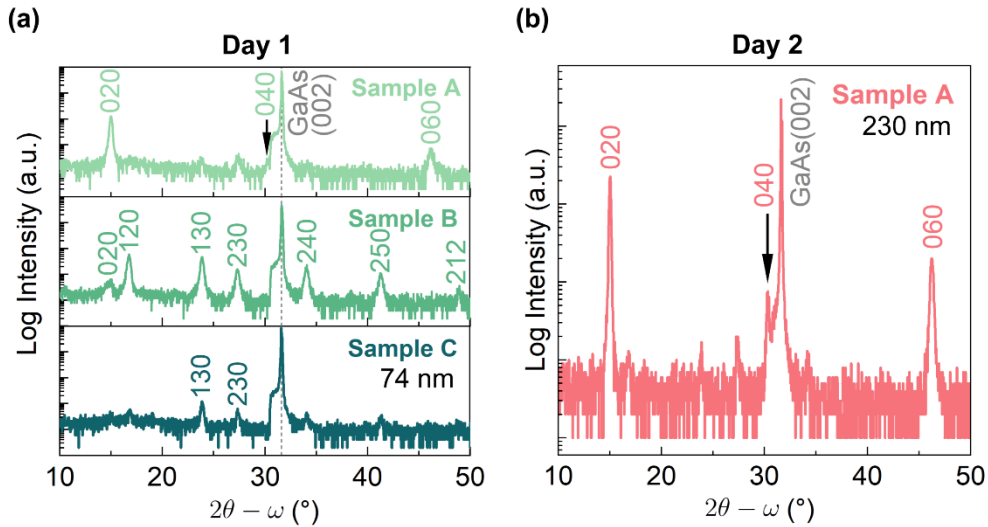 (a)
Day 1
Log Intensity (a.u.)
020
040
GaAs
(002)
Sample A
060
020
120
130
230
240
250
212
Sample B
130
230
Sample C
74 nm
10 20 30 40 50
2θ − ω (°)
(b)
Day 2
Log Intensity (a.u.)
020
040
GaAs(002)
Sample A
230 nm
060
10 20 30 40 50
2θ − ω (°)